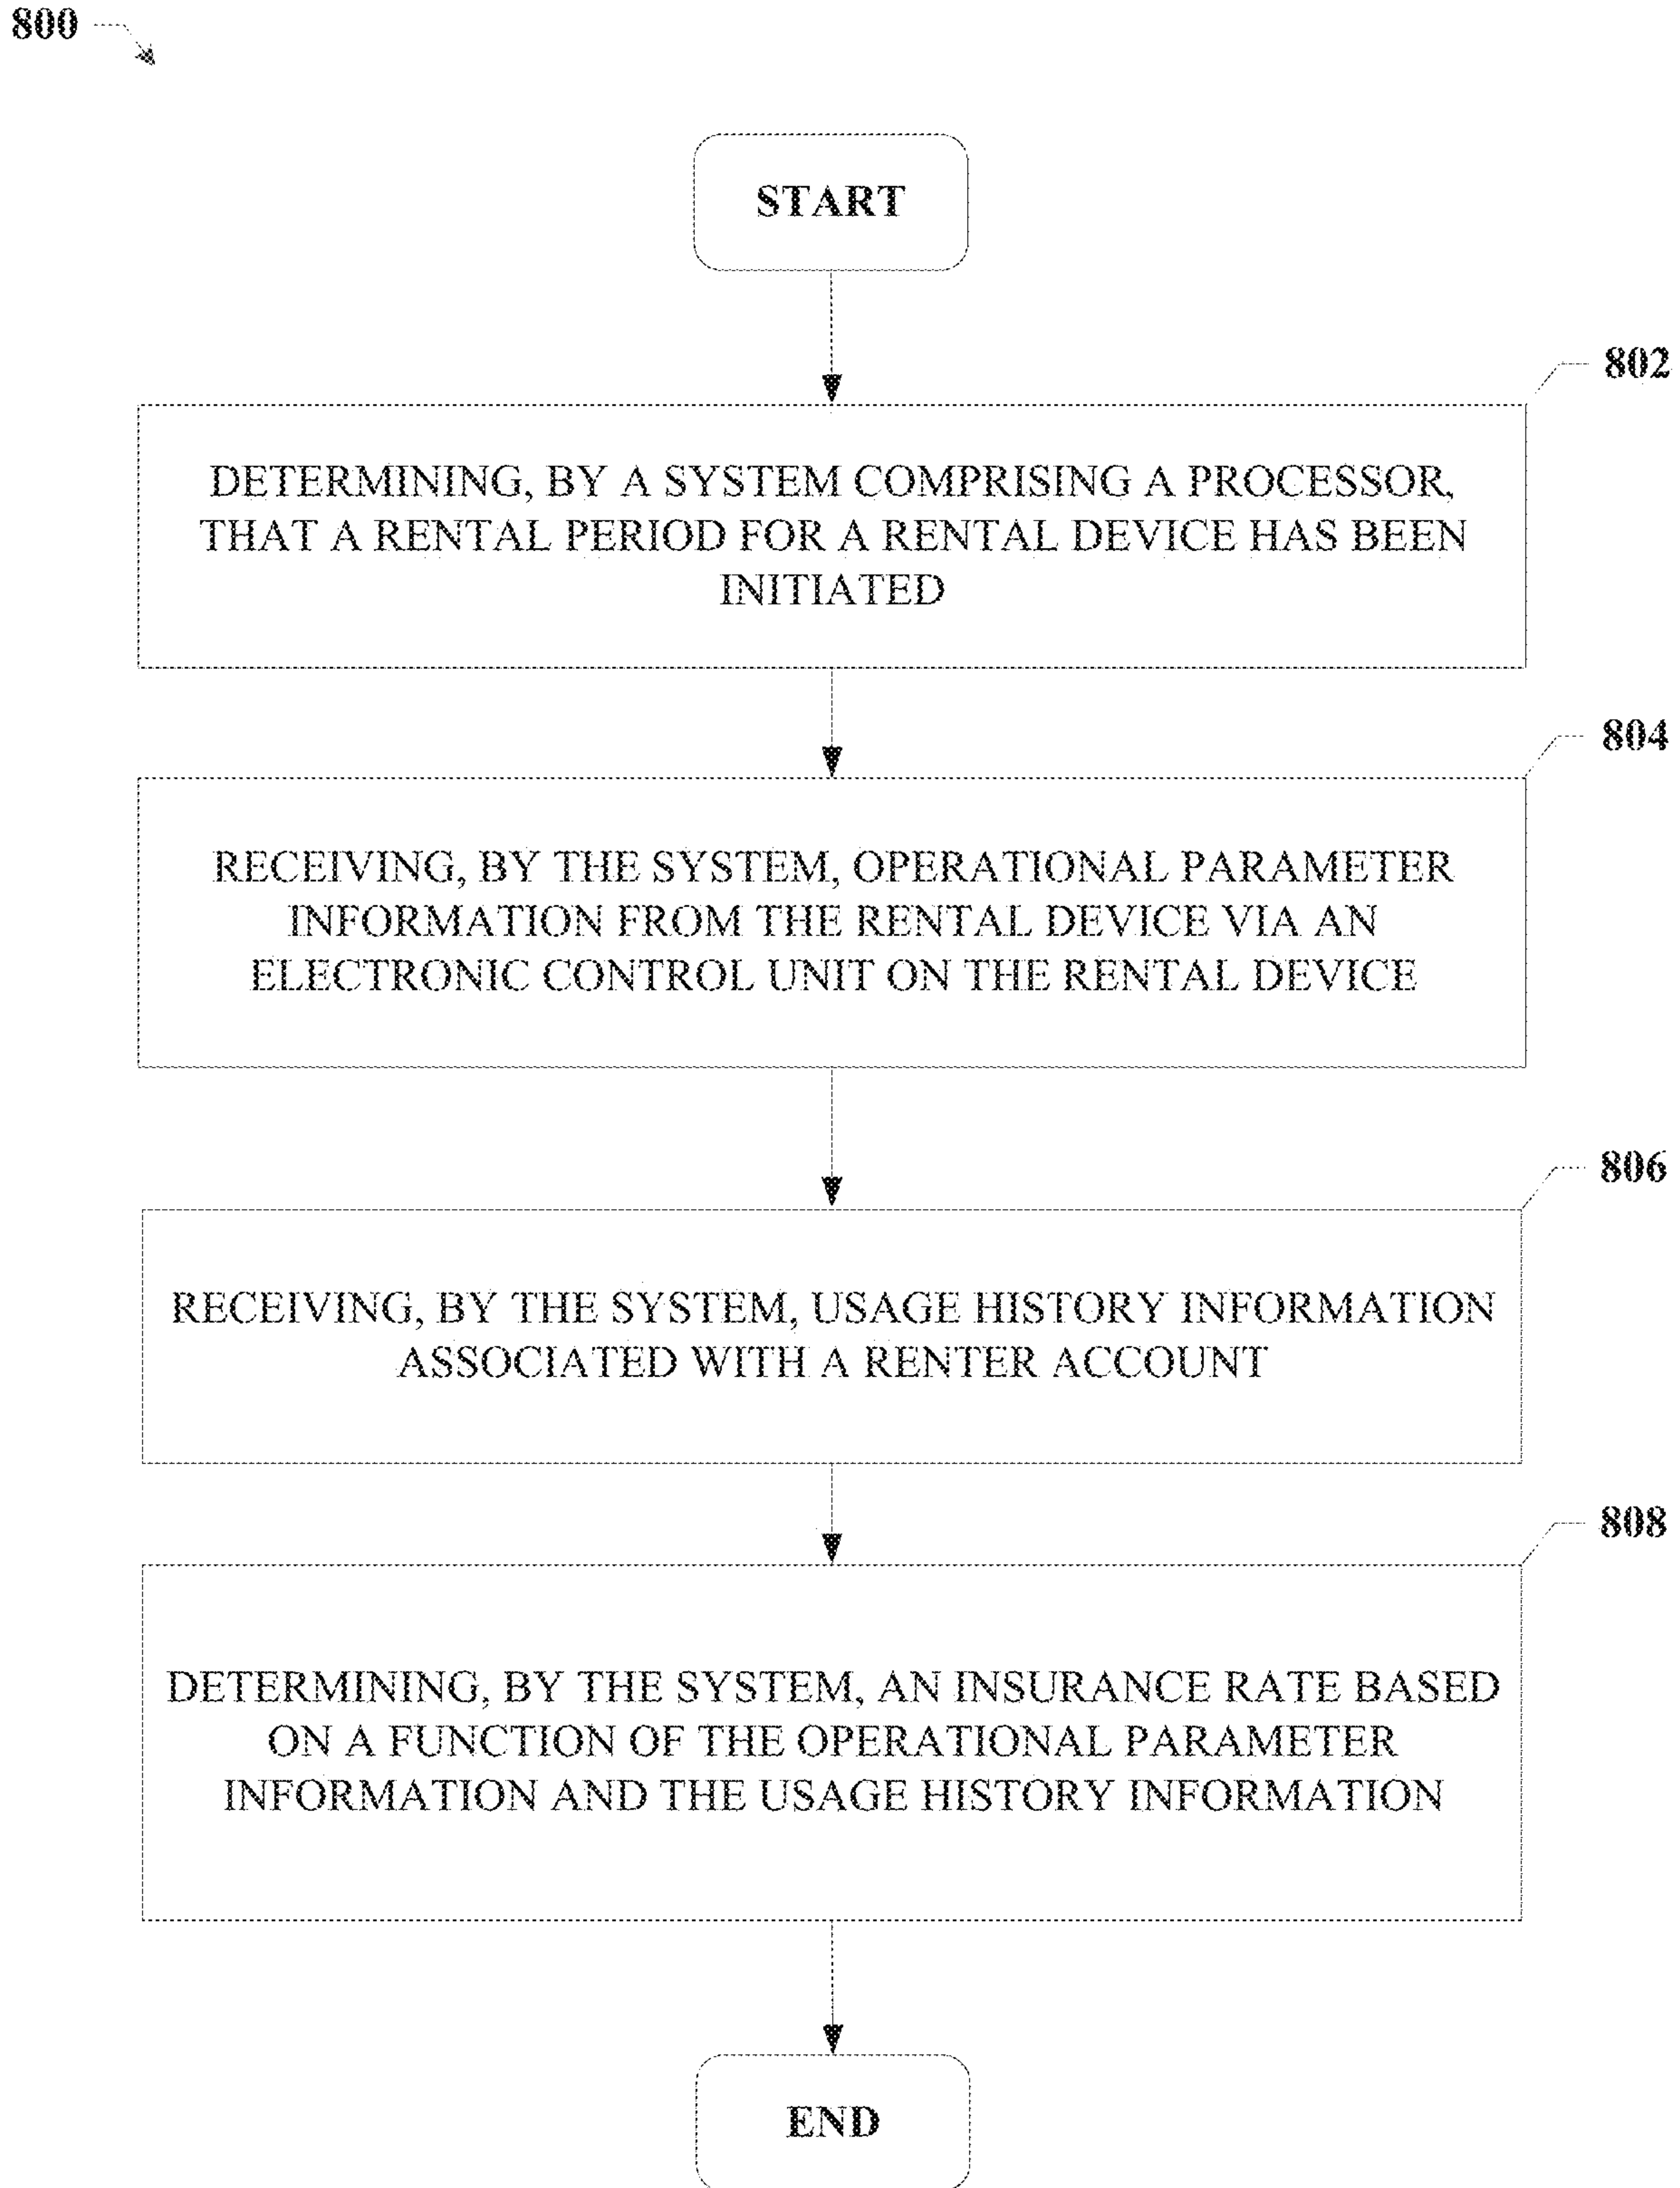 800
START
802
DETERMINING, BY A SYSTEM COMPRISING A PROCESSOR,
THAT A RENTAL PERIOD FOR A RENTAL DEVICE HAS BEEN
INITIATED
804
RECEIVING, BY THE SYSTEM, OPERATIONAL PARAMETER
INFORMATION FROM THE RENTAL DEVICE VIA AN
ELECTRONIC CONTROL UNIT ON THE RENTAL DEVICE
806
RECEIVING, BY THE SYSTEM, USAGE HISTORY INFORMATION
ASSOCIATED WITH A RENTER ACCOUNT
808
DETERMINING, BY THE SYSTEM, AN INSURANCE RATE BASED
ON A FUNCTION OF THE OPERATIONAL PARAMETER
INFORMATION AND THE USAGE HISTORY INFORMATION
END